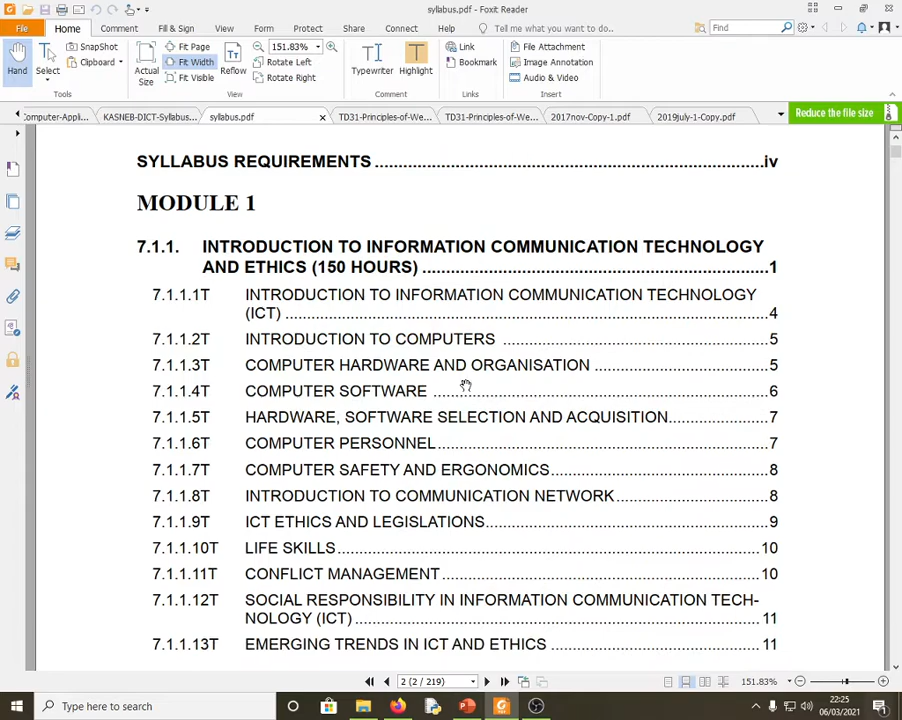 syllabus.pdf - Foxit Reader
File
Home
Comment
Fill & Sign
View
Form
Protect
Share
Connect
Help
Tell me what you want to do...
Find
Hand
Select
SnapShot
Clipboard
Actual Size
Fit Page
Fit Width
Fit Visible
Reflow
151.83%
Rotate Left
Rotate Right
Typewriter
Highlight
Link
Bookmark
File Attachment
Image Annotation
Audio & Video
Tools
View
Comment
Links
Insert
Computer-Appli...
KASNEB-DICT-Syllabus...
syllabus.pdf
TD31-Principles-of-We...
TD31-Principles-of-We...
2017nov-Copy-1.pdf
2019july-1-Copy.pdf
Reduce the file size
SYLLABUS REQUIREMENTS ........ iv
MODULE 1
7.1.1. INTRODUCTION TO INFORMATION COMMUNICATION TECHNOLOGY
AND ETHICS (150 HOURS) ........ 1
7.1.1.1T INTRODUCTION TO INFORMATION COMMUNICATION TECHNOLOGY
(ICT) ........ 4
7.1.1.2T INTRODUCTION TO COMPUTERS ........ 5
7.1.1.3T COMPUTER HARDWARE AND ORGANISATION ........ 5
7.1.1.4T COMPUTER SOFTWARE ........ 6
7.1.1.5T HARDWARE, SOFTWARE SELECTION AND ACQUISITION ........ 7
7.1.1.6T COMPUTER PERSONNEL ........ 7
7.1.1.7T COMPUTER SAFETY AND ERGONOMICS ........ 8
7.1.1.8T INTRODUCTION TO COMMUNICATION NETWORK ........ 8
7.1.1.9T ICT ETHICS AND LEGISLATIONS ........ 9
7.1.1.10T LIFE SKILLS ........ 10
7.1.1.11T CONFLICT MANAGEMENT ........ 10
7.1.1.12T SOCIAL RESPONSIBILITY IN INFORMATION COMMUNICATION TECH-
NOLOGY (ICT) ........ 11
7.1.1.13T EMERGING TRENDS IN ICT AND ETHICS ........ 11
2 (2 / 219)
151.83%
Type here to search
22:25
06/03/2021
1